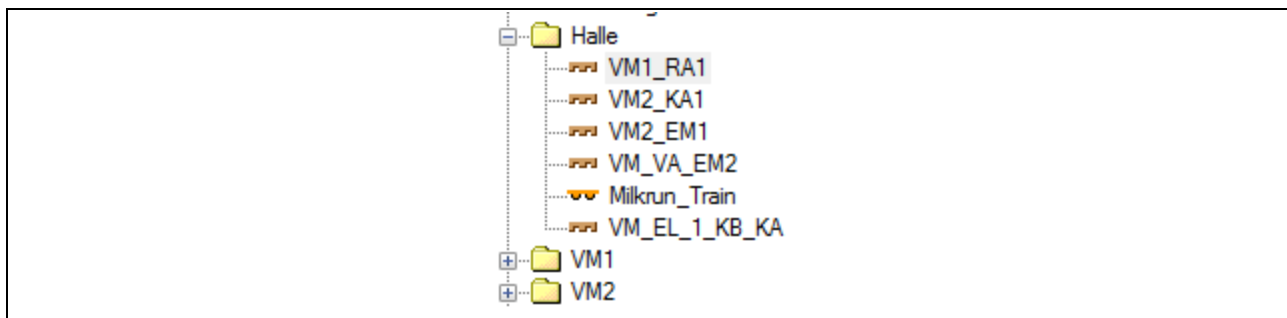 Halle
VM1_RA1
VM2_KA1
VM2_EM1
VM_VA_EM2
Milkrun_Train
VM_EL_1_KB_KA
VM1
VM2